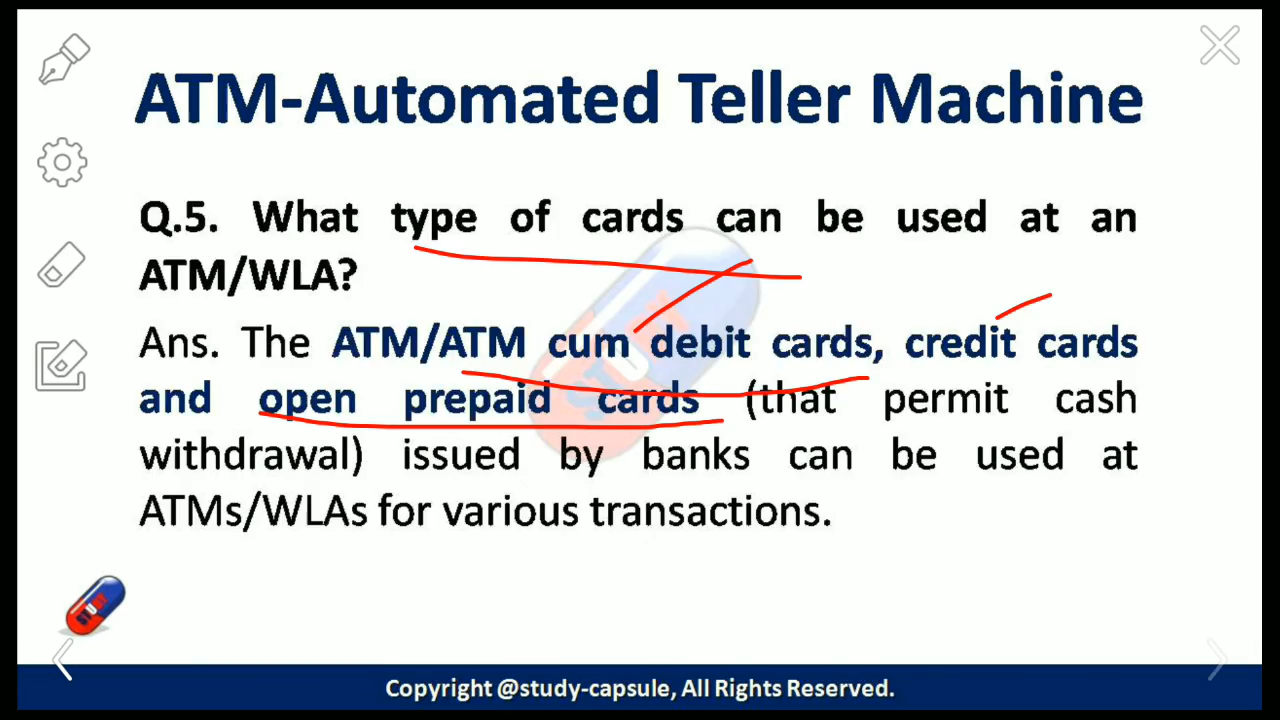 ATM-Automated Teller Machine
Q.5. What type of cards can be used at an
ATM/WLA?
Ans. The ATM/ATM cum debit cards, credit cards
and open prepaid cards (that permit cash
withdrawal) issued by banks can be used at
ATMs/WLAs for various transactions.
STUDY
Copyright @study-capsule, All Rights Reserved.